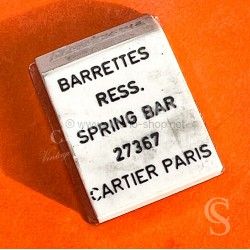 BARRETTES
RESS.
SPRING BAR
27367
CARTIER PARIS